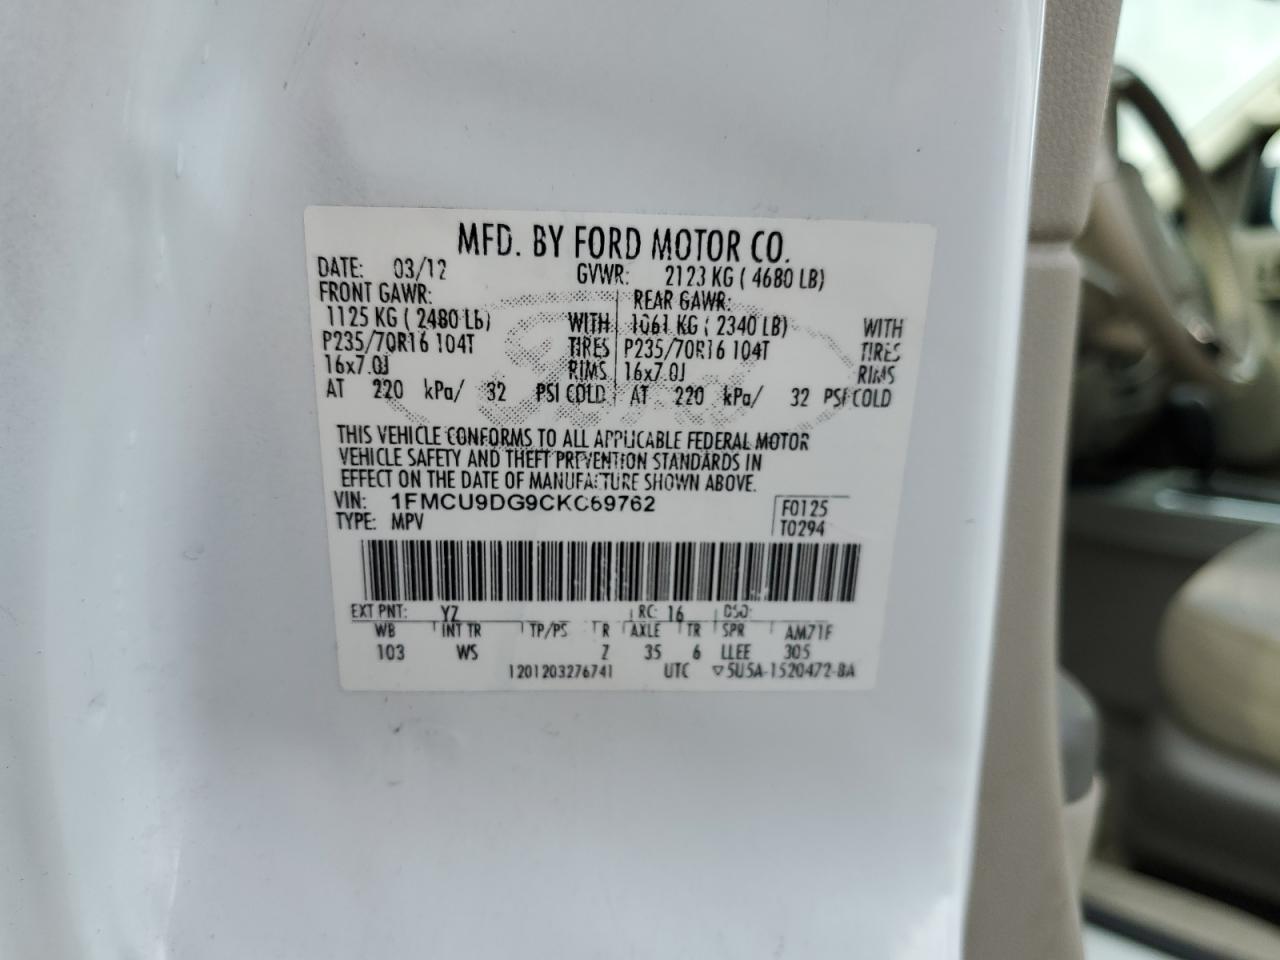 MFD. BY FORD MOTOR CO.
DATE: 03/12 GVWR: 2123 KG ( 4680 LB)
FRONT GAWR: REAR GAWR:
1125 KG ( 2480 LB) WITH 1061 KG ( 2340 LB) WITH
P235/70R16 104T TIRES P235/70R16 104T TIRES
16x7.0J RIMS 16x7.0J RIMS
AT 220 kPa/ 32 PSI COLD AT 220 kPa/ 32 PSI COLD
THIS VEHICLE CONFORMS TO ALL APPLICABLE FEDERAL MOTOR
VEHICLE SAFETY AND THEFT PREVENTION STANDARDS IN
EFFECT ON THE DATE OF MANUFACTURE SHOWN ABOVE.
VIN: 1FMCU9DG9CKC69762 F0125
TYPE: MPV T0294
EXT PNT: YZ RC: 16 DSO:
WB INT TR TP/PS R AXLE TR SPR AM71F
103 WS Z 35 6 LLEE 305
1201203276741 UTC ▽5U5A-1520472-BA